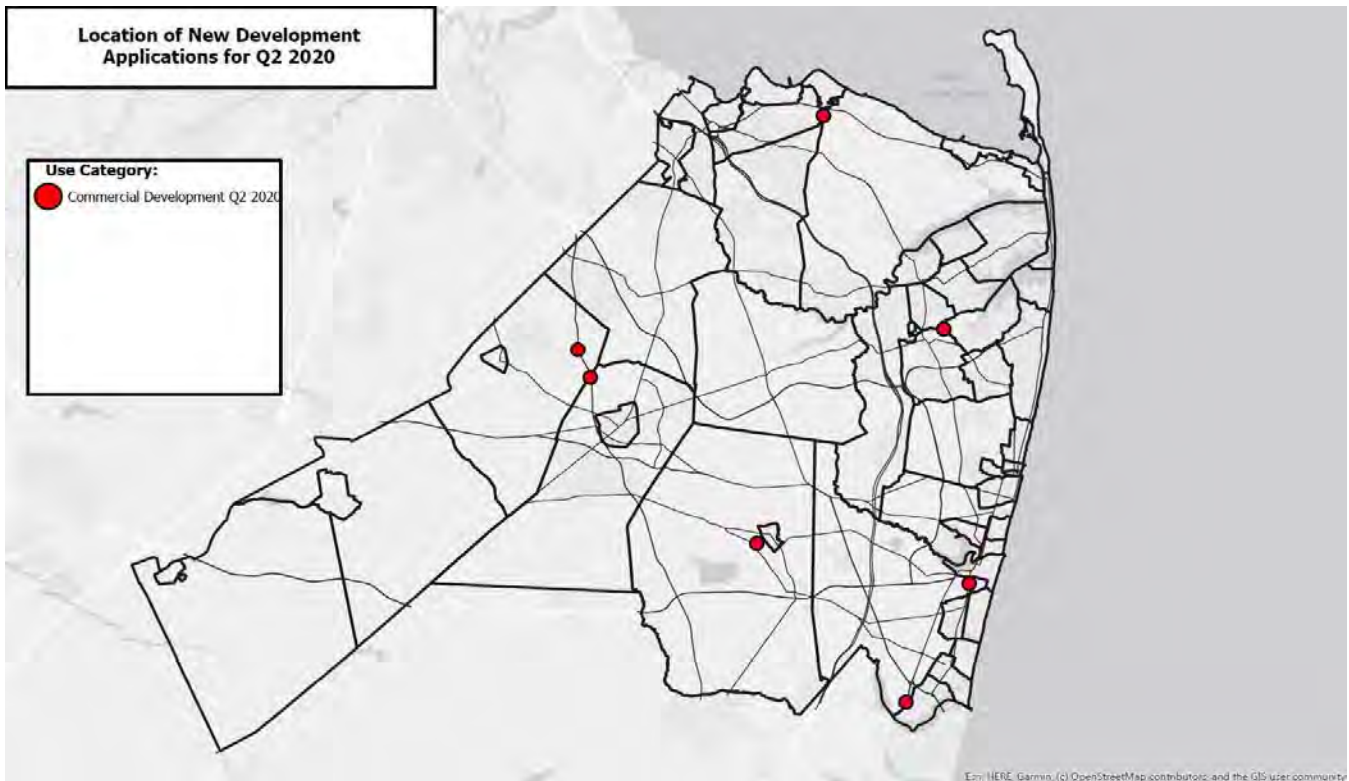 Location of New Development
Applications for Q2 2020
Use Category:
Commercial Development Q2 2020
Esri, HERE, Garmin, (c) OpenStreetMap contributors, and the GIS user community